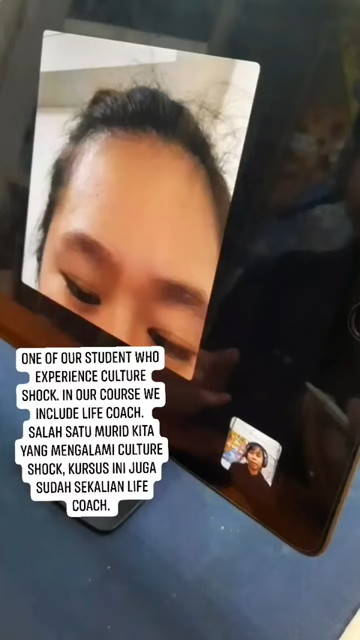 ONE OF OUR STUDENT WHO
EXPERIENCE CULTURE
SHOCK. IN OUR COURSE WE
INCLUDE LIFE COACH.
SALAH SATU MURID KITA
YANG MENGALAMI CULTURE
SHOCK, KURSUS INI JUGA
SUDAH SEKALIAN LIFE
COACH.